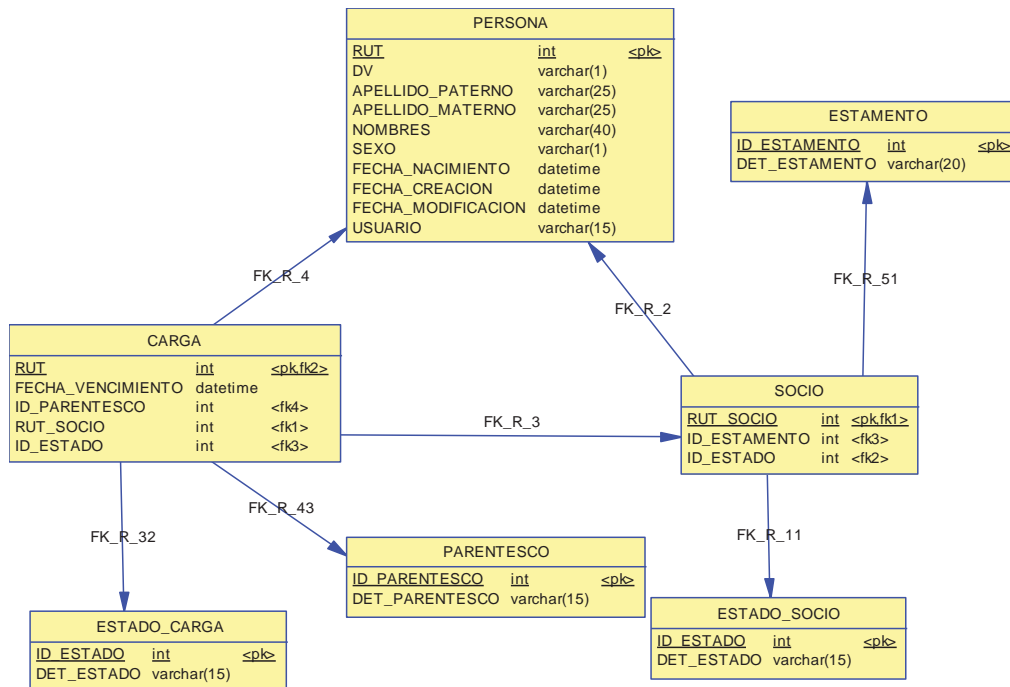 PERSONA
RUT int <pk>
DV varchar(1)
APELLIDO_PATERNO varchar(25)
APELLIDO_MATERNO varchar(25)
NOMBRES varchar(40)
SEXO varchar(1)
FECHA_NACIMIENTO datetime
FECHA_CREACION datetime
FECHA_MODIFICACION datetime
USUARIO varchar(15)
ESTAMENTO
ID_ESTAMENTO int <pk>
DET_ESTAMENTO varchar(20)
FK_R_4
FK_R_2
FK_R_51
CARGA
RUT int <pk,fk2>
FECHA_VENCIMIENTO datetime
ID_PARENTESCO int <fk4>
RUT_SOCIO int <fk1>
ID_ESTADO int <fk3>
FK_R_3
SOCIO
RUT_SOCIO int <pk,fk1>
ID_ESTAMENTO int <fk3>
ID_ESTADO int <fk2>
FK_R_32
FK_R_43
FK_R_11
PARENTESCO
ID_PARENTESCO int <pk>
DET_PARENTESCO varchar(15)
ESTADO_CARGA
ID_ESTADO int <pk>
DET_ESTADO varchar(15)
ESTADO_SOCIO
ID_ESTADO int <pk>
DET_ESTADO varchar(15)